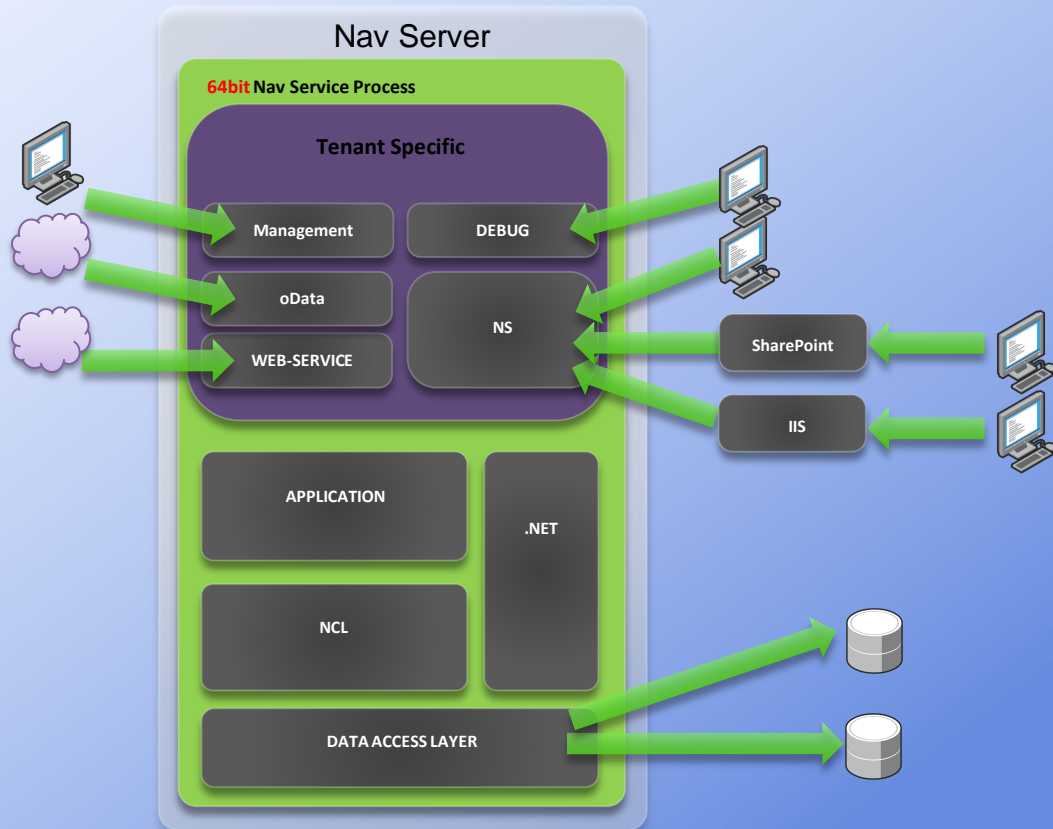 Nav Server
64bit Nav Service Process
Tenant Specific
Management
DEBUG
oData
NS
WEB-SERVICE
SharePoint
IIS
APPLICATION
.NET
NCL
DATA ACCESS LAYER